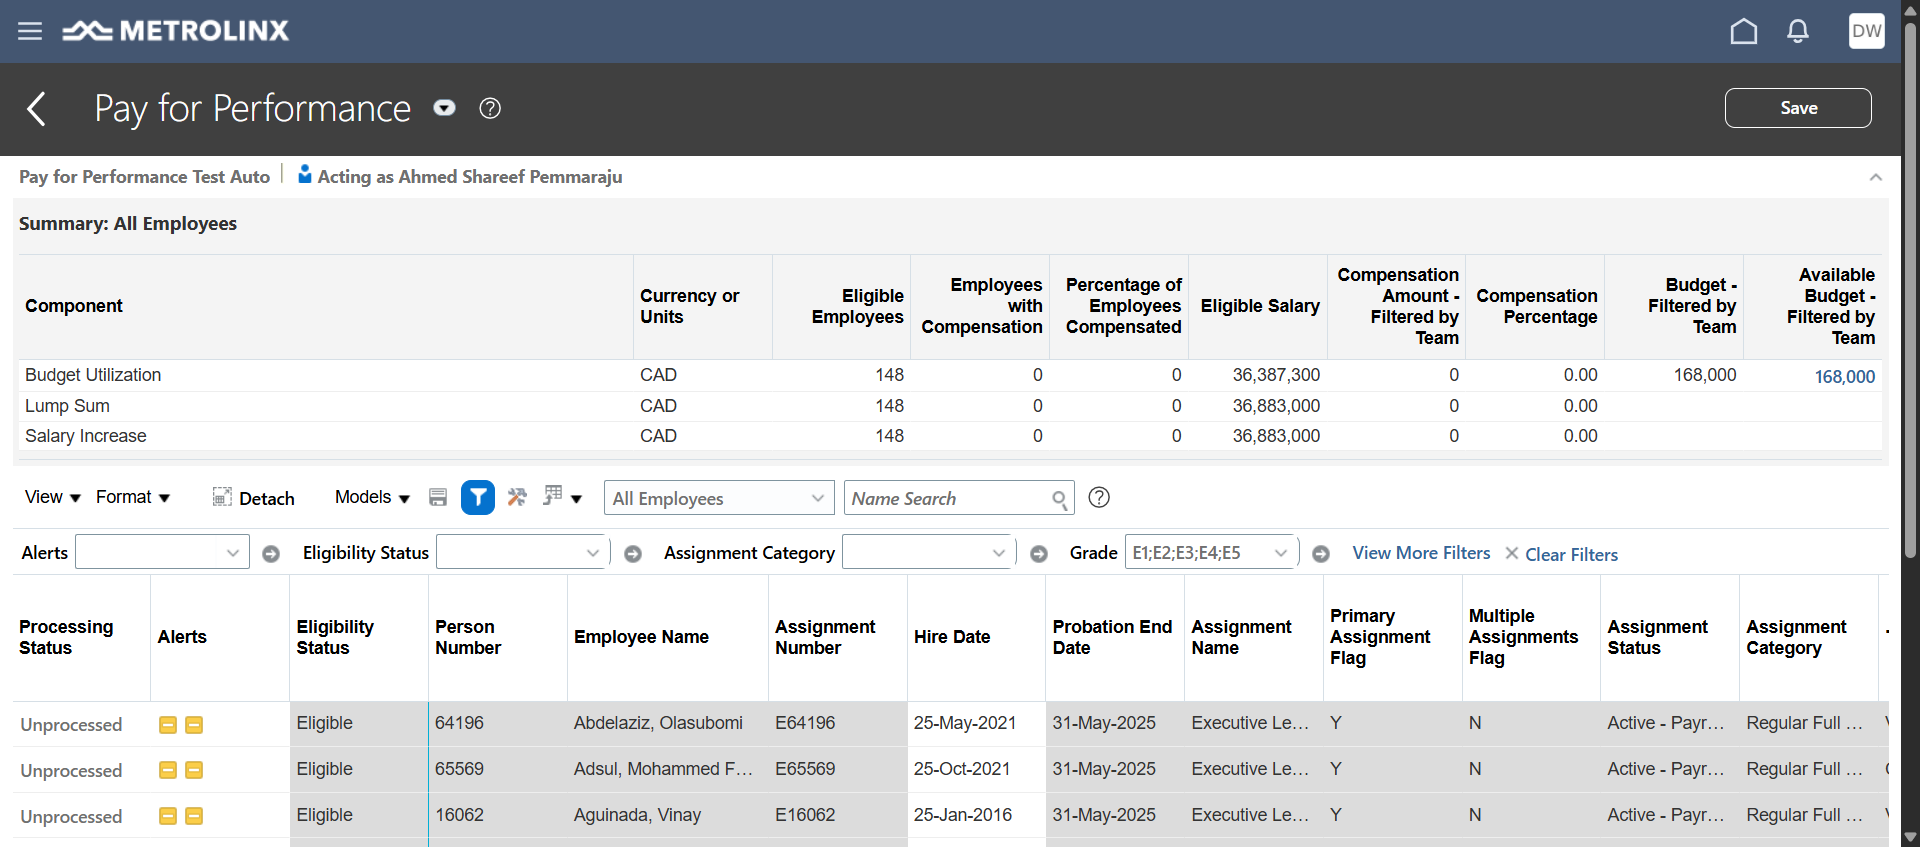 METROLINX
DW
Pay for Performance
Save
Pay for Performance Test Auto
Acting as Ahmed Shareef Pemmaraju
Summary: All Employees
Component
Currency or Units
Eligible Employees
Employees with Compensation
Percentage of Employees Compensated
Eligible Salary
Compensation Amount - Filtered by Team
Compensation Percentage
Budget - Filtered by Team
Available Budget - Filtered by Team
Budget Utilization CAD 148 0 0 36,387,300 0 0.00 168,000 168,000
Lump Sum CAD 148 0 0 36,883,000 0 0.00
Salary Increase CAD 148 0 0 36,883,000 0 0.00
View Format Detach Models All Employees Name Search
Alerts Eligibility Status Assignment Category Grade E1;E2;E3;E4;E5 View More Filters Clear Filters
Processing Status
Alerts
Eligibility Status
Person Number
Employee Name
Assignment Number
Hire Date
Probation End Date
Assignment Name
Primary Assignment Flag
Multiple Assignments Flag
Assignment Status
Assignment Category
Unprocessed Eligible 64196 Abdelaziz, Olasubomi E64196 25-May-2021 31-May-2025 Executive Le... Y N Active - Payr... Regular Full ...
Unprocessed Eligible 65569 Adsul, Mohammed F... E65569 25-Oct-2021 31-May-2025 Executive Le... Y N Active - Payr... Regular Full ...
Unprocessed Eligible 16062 Aguinada, Vinay E16062 25-Jan-2016 31-May-2025 Executive Le... Y N Active - Payr... Regular Full ...